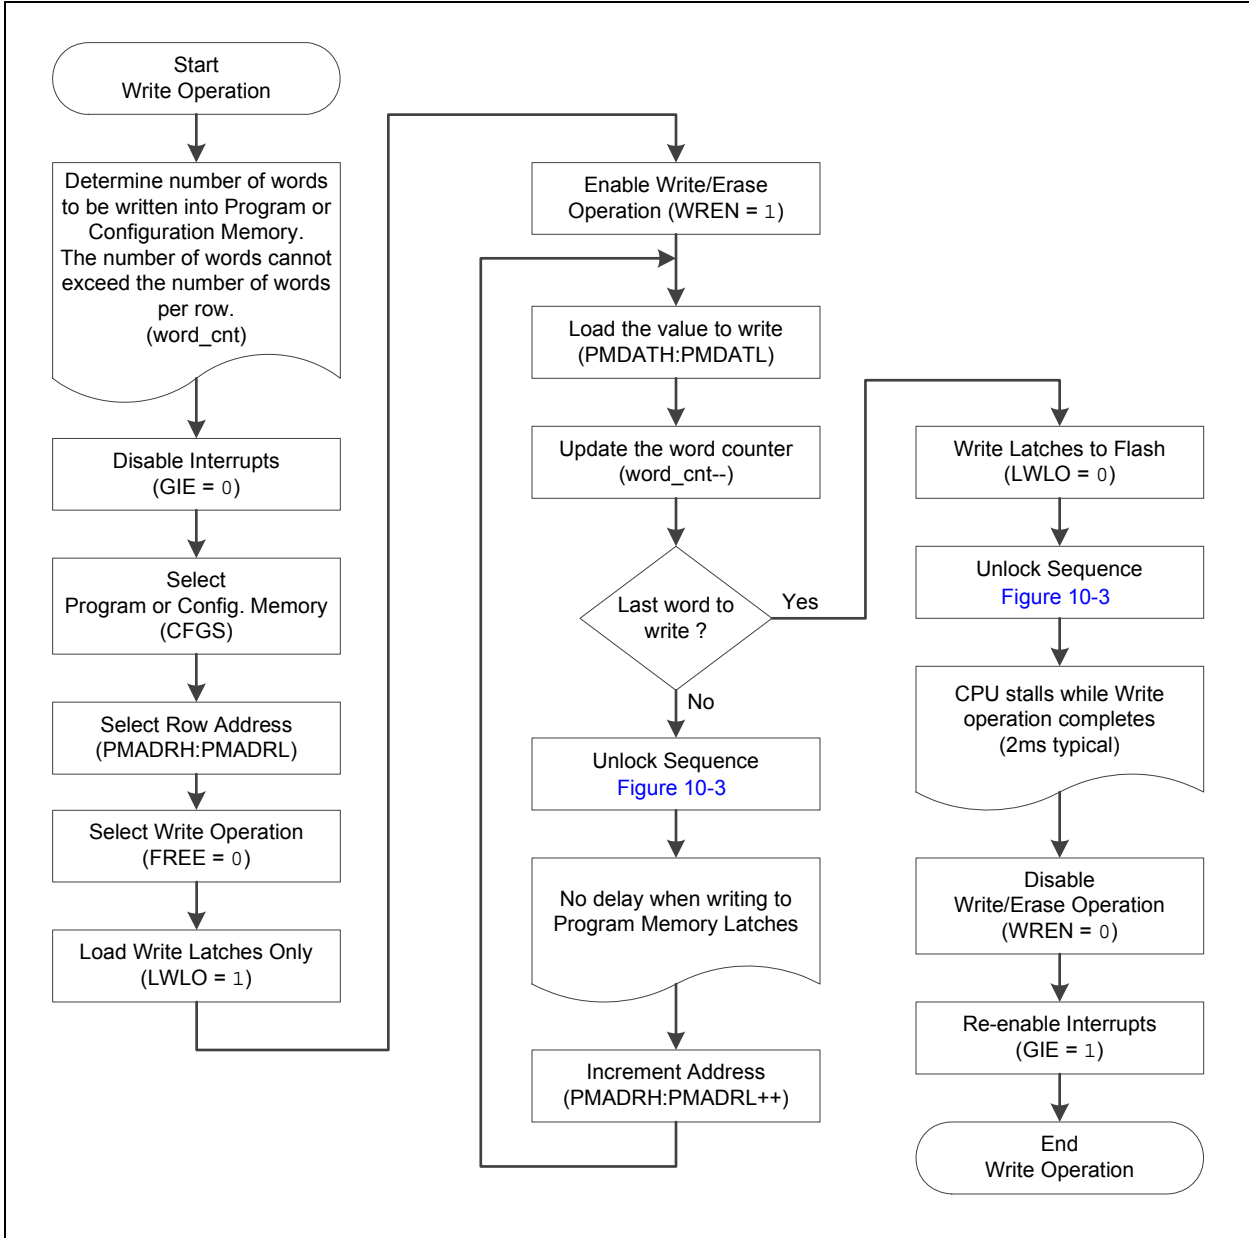 Start
Write Operation
Determine number of words
to be written into Program or
Configuration Memory.
The number of words cannot
exceed the number of words
per row.
(word_cnt)
Disable Interrupts
(GIE = 0)
Select
Program or Config. Memory
(CFGS)
Select Row Address
(PMADRH:PMADRL)
Select Write Operation
(FREE = 0)
Load Write Latches Only
(LWLO = 1)
Enable Write/Erase
Operation (WREN = 1)
Load the value to write
(PMDATH:PMDATL)
Update the word counter
(word_cnt--)
Last word to
write ?
Yes
No
Unlock Sequence
Figure 10-3
No delay when writing to
Program Memory Latches
Increment Address
(PMADRH:PMADRL++)
Write Latches to Flash
(LWLO = 0)
Unlock Sequence
Figure 10-3
CPU stalls while Write
operation completes
(2ms typical)
Disable
Write/Erase Operation
(WREN = 0)
Re-enable Interrupts
(GIE = 1)
End
Write Operation